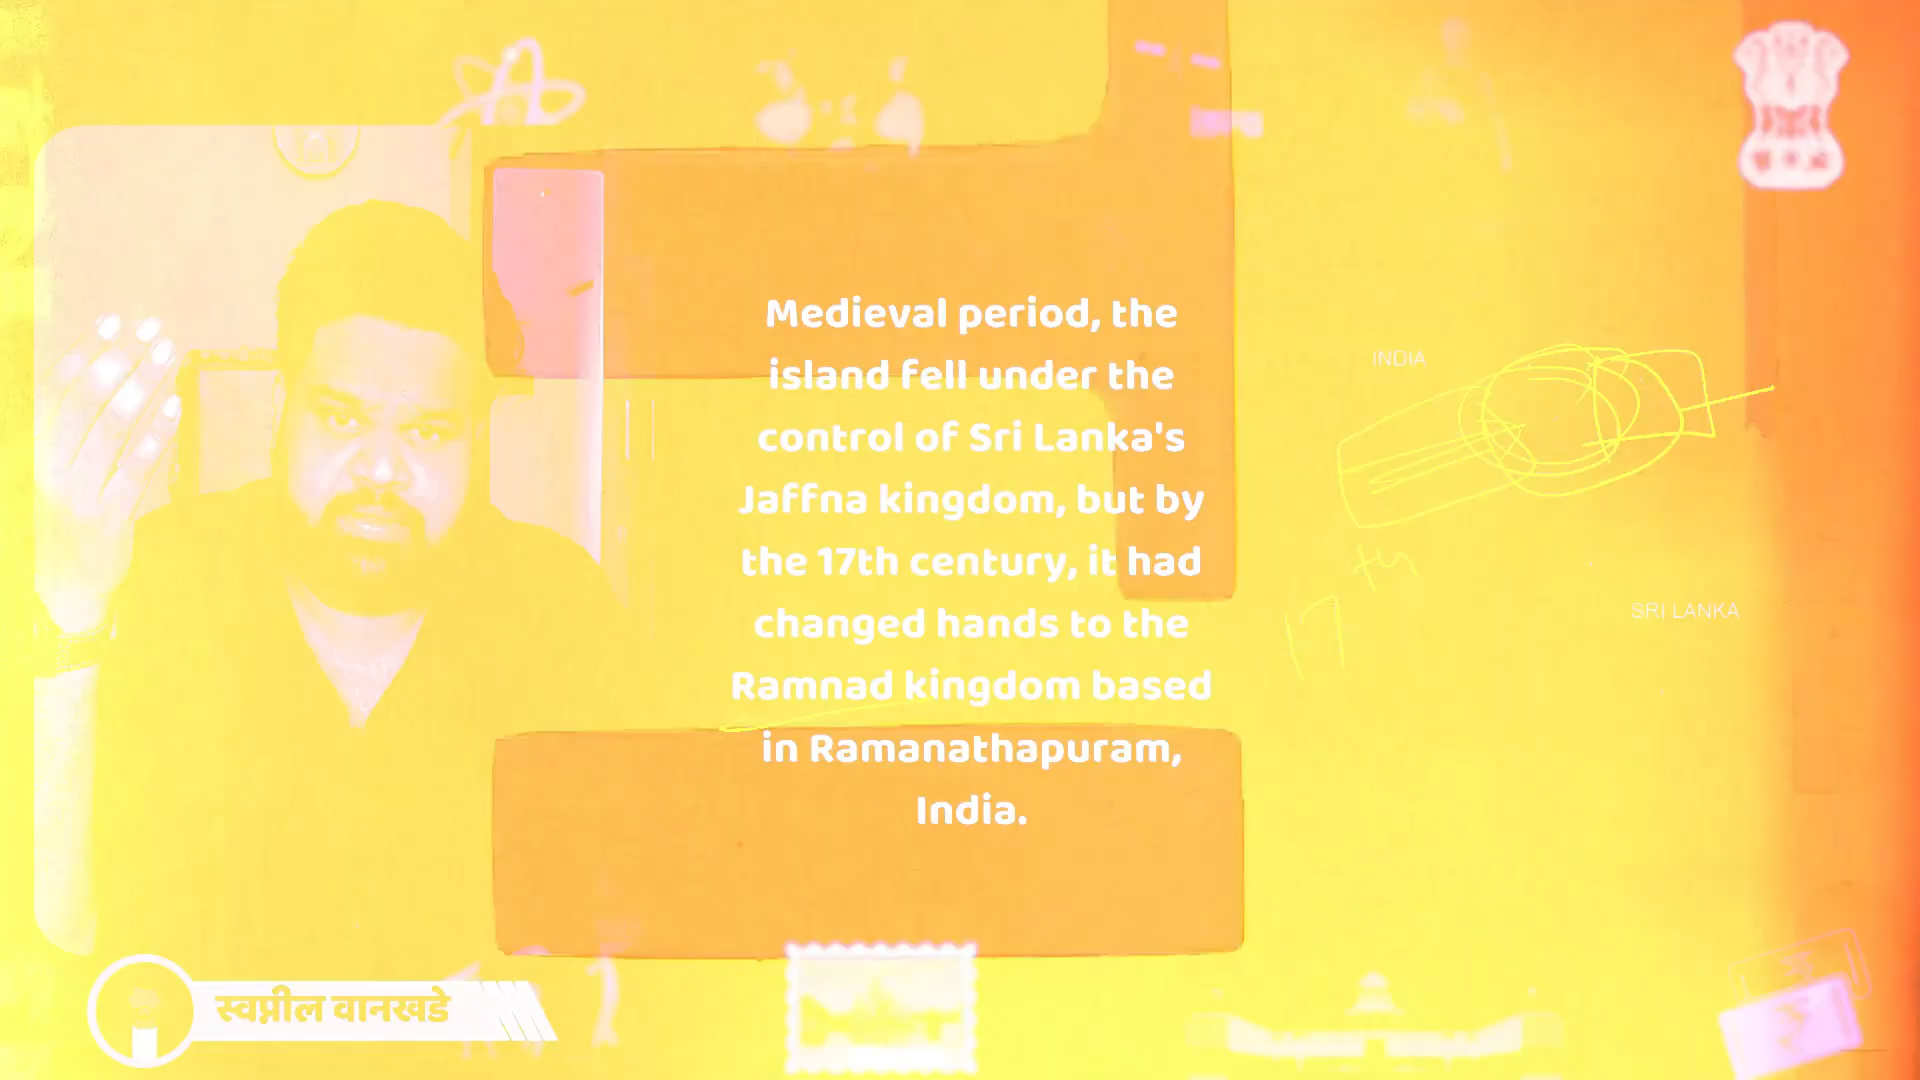 Medieval period, the
island fell under the
control of Sri Lanka's
Jaffna kingdom, but by
the 17th century, it had
changed hands to the
Ramnad kingdom based
in Ramanathapuram,
India.
INDIA
17th
SRI LANKA
स्वप्नील वानखडे